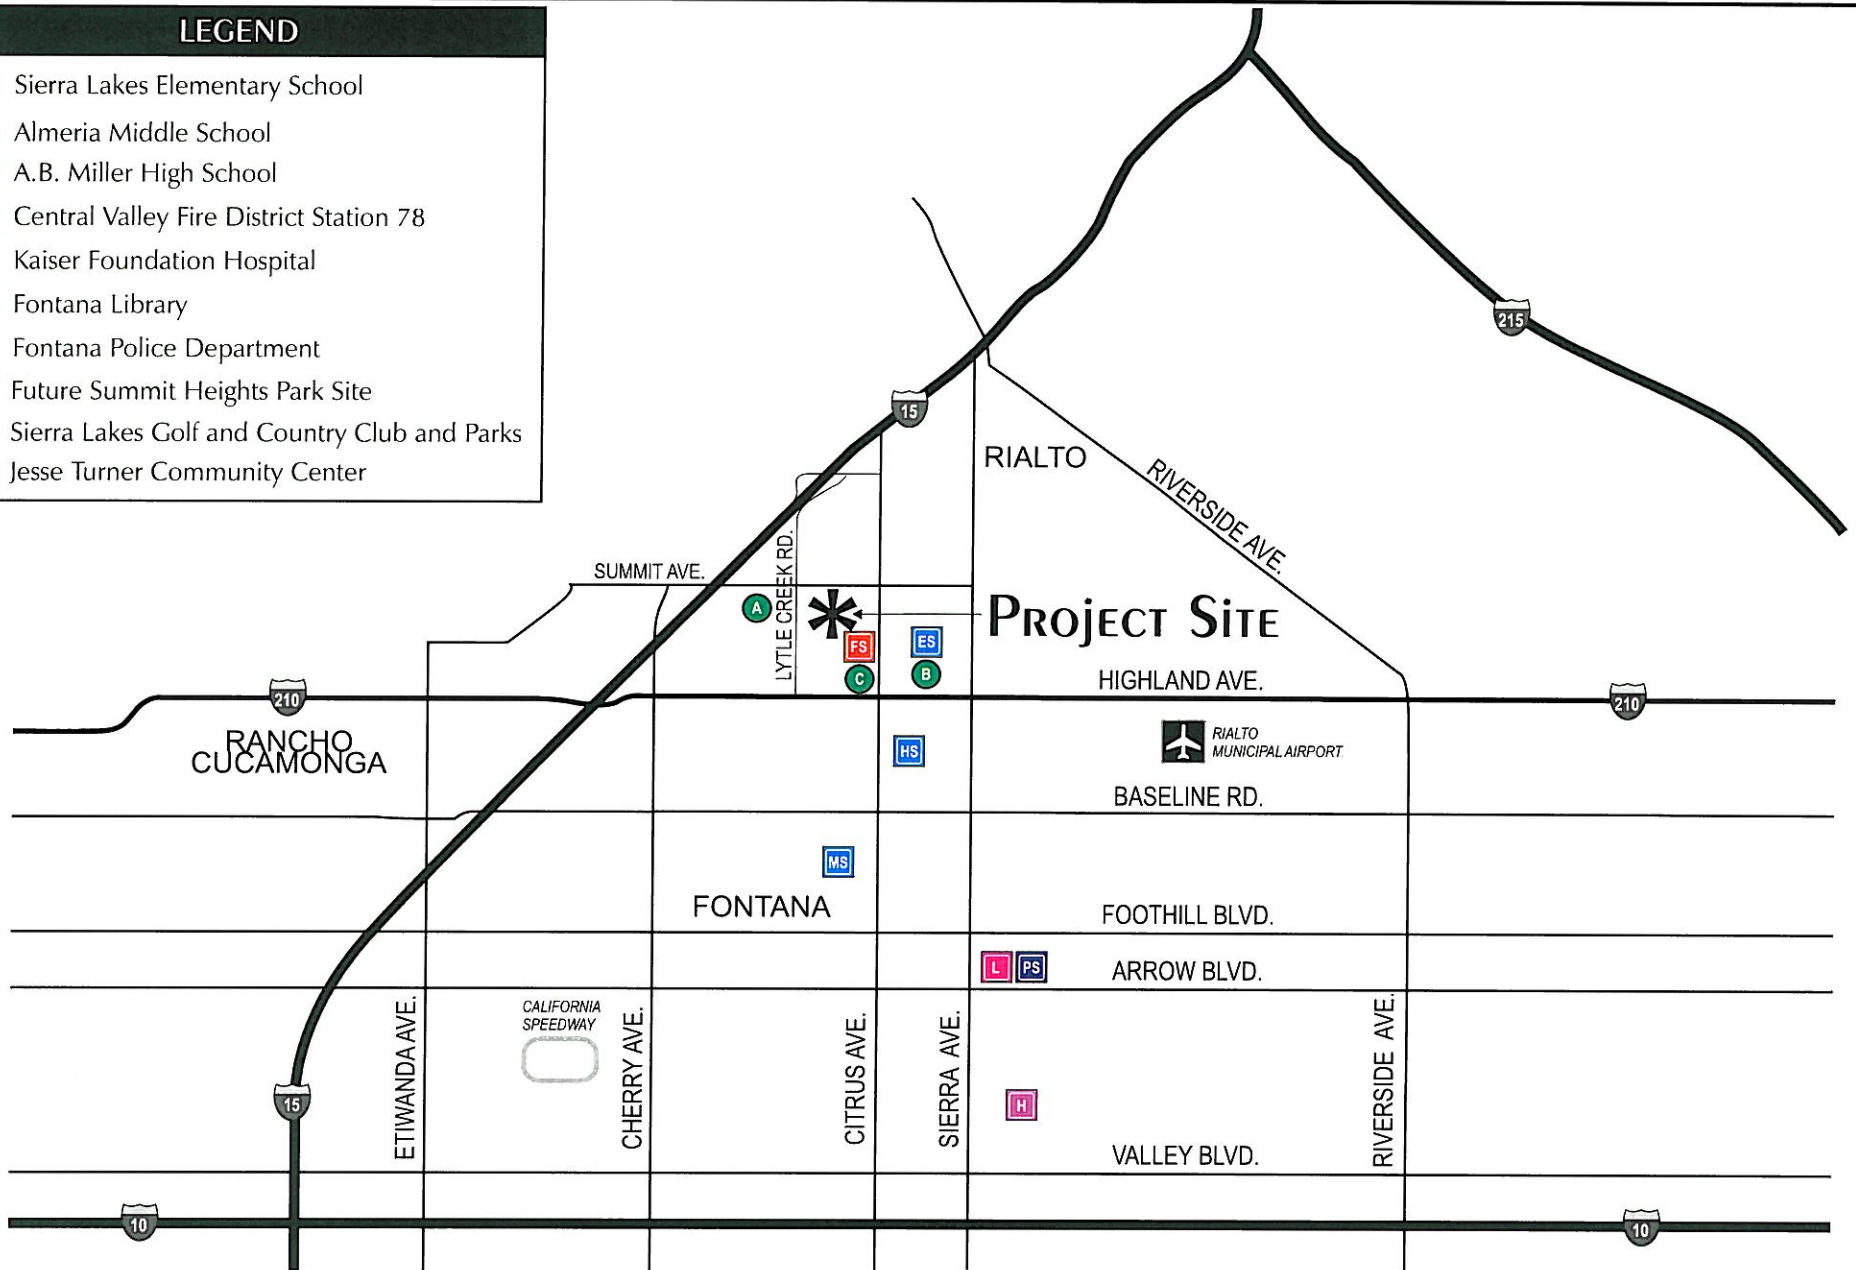 LEGEND
Sierra Lakes Elementary School
Almeria Middle School
A.B. Miller High School
Central Valley Fire District Station 78
Kaiser Foundation Hospital
Fontana Library
Fontana Police Department
Future Summit Heights Park Site
Sierra Lakes Golf and Country Club and Parks
Jesse Turner Community Center
215
15
RIALTO
RIVERSIDE AVE.
SUMMIT AVE.
LYTLE CREEK RD.
A
PROjECT SiTE
FS
ES
C
B
HIGHLAND AVE.
210
210
RANCHO
CUCAMONGA
HS
RIALTO
MUNICIPAL AIRPORT
BASELINE RD.
MS
FONTANA
FOOTHILL BLVD.
L
PS
ARROW BLVD.
CALIFORNIA
SPEEDWAY
ETIWANDA AVE.
CHERRY AVE.
CITRUS AVE.
SIERRA AVE.
RIVERSIDE AVE.
15
H
VALLEY BLVD.
10
10